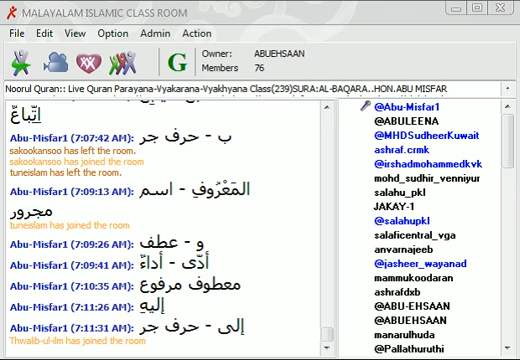 MALAYALAM ISLAMIC CLASS ROOM
File Edit View Option Admin Action
G
Owner: ABUEHSAAN
Members 76
Noorul Quran:: Live Quran Parayana-Vyakarana-Vyakhyana Class(239)SURA:AL-BAQARA..HON.ABU MISFAR
اِتِّباعٌ
Abu-Misfar1 (7:07:42 AM): ب - حرف جر
sakookansoo has left the room.
sakookansoo has joined the room
tuneislam has left the room.
Abu-Misfar1 (7:09:13 AM): المَعْرُوفِ - اسم
مجرور
tuneislam has joined the room
Abu-Misfar1 (7:09:26 AM): و - عطف
Abu-Misfar1 (7:09:41 AM): أدّى - أداءٌ
Abu-Misfar1 (7:10:35 AM): معطوف مرفوع
Abu-Misfar1 (7:11:26 AM): إليهِ
Abu-Misfar1 (7:11:31 AM): إلى - حرف جر
Thwalib-ul-ilm has joined the room
@Abu-Misfar1
@ABULEENA
@MHDSudheerKuwait
ashraf.crmk
@irshadmohammedkvk
mohd_sudhir_venniyur
salahu_pkl
JAKAY-1
@salahupkl
salaficentral_vga
anvarnajeeb
@jasheer_wayanad
mammukoodaran
ashrafdxb
@ABU-EHSAAN
@ABUEHSAAN
manarulhuda
@Pallathuruthi